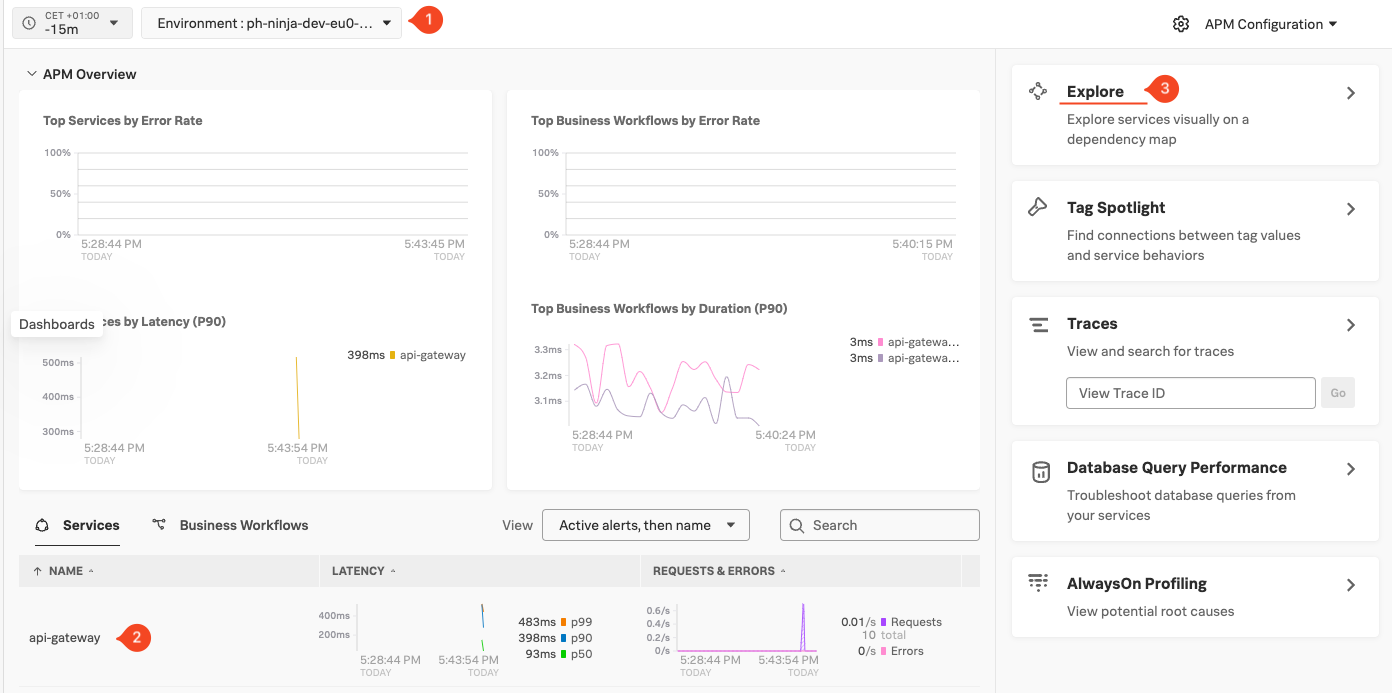 CET +01:00
-15m
Environment : ph-ninja-dev-eu0-...
1
APM Configuration
APM Overview
Top Services by Error Rate
100%
50%
0%
5:28:44 PM
TODAY
5:43:45 PM
TODAY
Top Business Workflows by Error Rate
100%
50%
0%
5:28:44 PM
TODAY
5:40:15 PM
TODAY
Dashboards
ces by Latency (P90)
500ms
400ms
300ms
5:28:44 PM
TODAY
5:43:54 PM
TODAY
398ms api-gateway
Top Business Workflows by Duration (P90)
3.3ms
3.2ms
3.1ms
5:28:44 PM
TODAY
5:40:24 PM
TODAY
3ms api-gatewa...
3ms api-gatewa...
Services
Business Workflows
View
Active alerts, then name
Search
NAME
LATENCY
REQUESTS & ERRORS
api-gateway
2
400ms
200ms
5:28:44 PM
TODAY
5:43:54 PM
TODAY
483ms p99
398ms p90
93ms p50
0.6/s
0.4/s
0.2/s
0/s
5:28:44 PM
TODAY
5:43:54 PM
TODAY
0.01/s Requests
10 total
0/s Errors
Explore
3
Explore services visually on a
dependency map
Tag Spotlight
Find connections between tag values
and service behaviors
Traces
View and search for traces
View Trace ID
Go
Database Query Performance
Troubleshoot database queries from
your services
AlwaysOn Profiling
View potential root causes